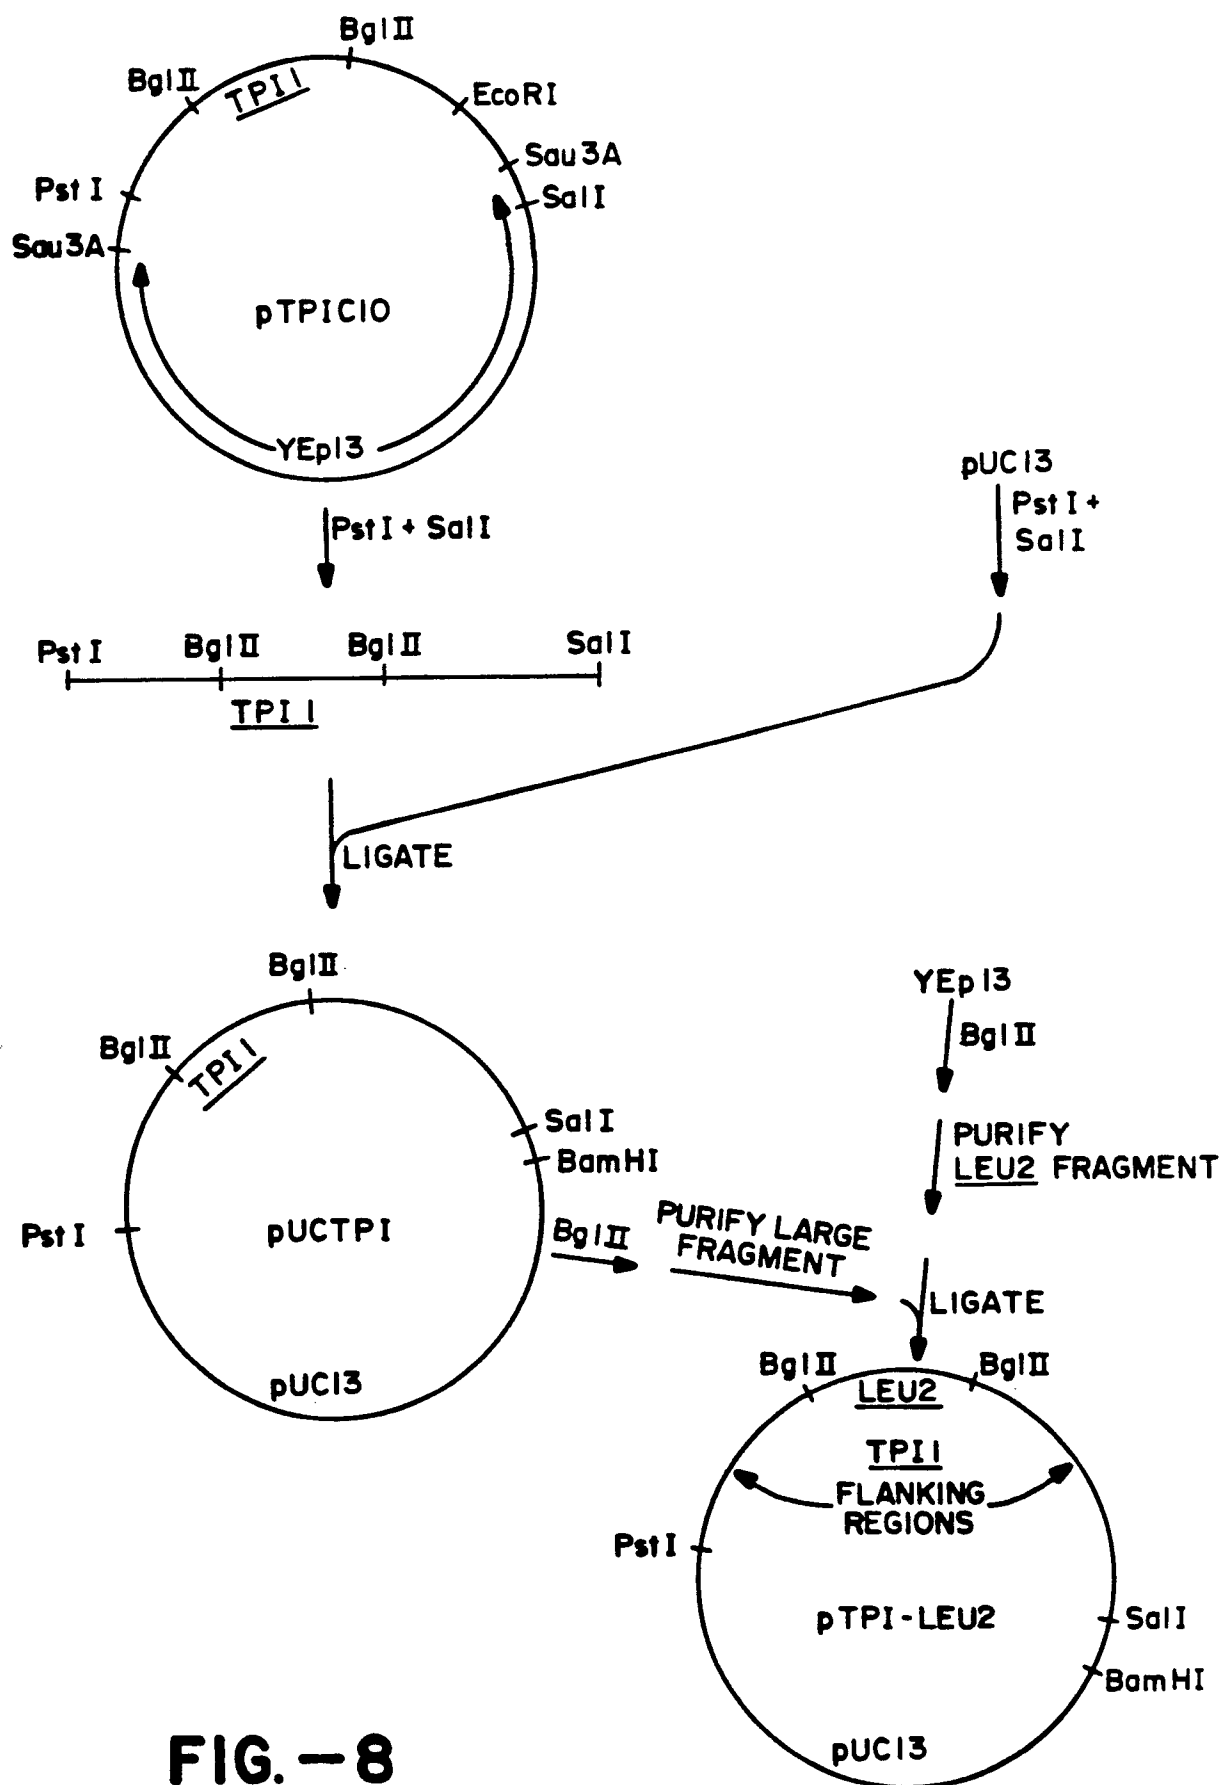 BglII
BglII
TPI1
EcoRI
Sau3A
PstI
SalI
Sau3A
pTPIC10
YEp13
pUC13
PstI + SalI
PstI +
SalI
PstI
BglII
BglII
SalI
TPI1
LIGATE
BglII
YEp13
BglII
BglII
TPI1
SalI
BamHI
PURIFY
LEU2 FRAGMENT
PstI
pUCTPI
BglII
PURIFY LARGE
FRAGMENT
LIGATE
pUC13
BglII
BglII
LEU2
TPI1
FLANKING
REGIONS
PstI
pTPI-LEU2
SalI
BamHI
pUC13
FIG.-8